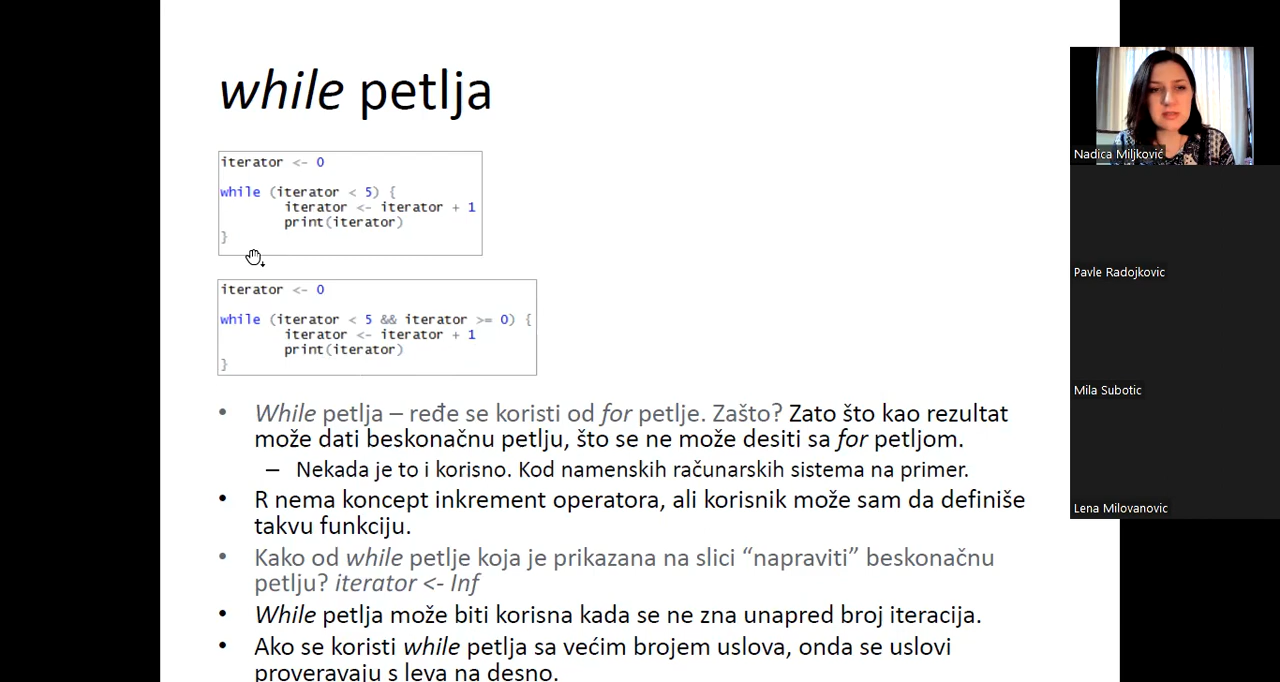 while petlja
iterator <- 0
while (iterator < 5) {
iterator <- iterator + 1
print(iterator)
}
iterator <- 0
while (iterator < 5 && iterator >= 0) {
iterator <- iterator + 1
print(iterator)
}
• While petlja – ređe se koristi od for petlje. Zašto? Zato što kao rezultat
može dati beskonačnu petlju, što se ne može desiti sa for petljom.
– Nekada je to i korisno. Kod namenskih računarskih sistema na primer.
• R nema koncept inkrement operatora, ali korisnik može sam da definiše
takvu funkciju.
• Kako od while petlje koja je prikazana na slici “napraviti” beskonačnu
petlju? iterator <- Inf
• While petlja može biti korisna kada se ne zna unapred broj iteracija.
• Ako se koristi while petlja sa većim brojem uslova, onda se uslovi
proveravaju s leva na desno.
Nadica Miljković
Pavle Radojkovic
Mila Subotic
Lena Milovanovic